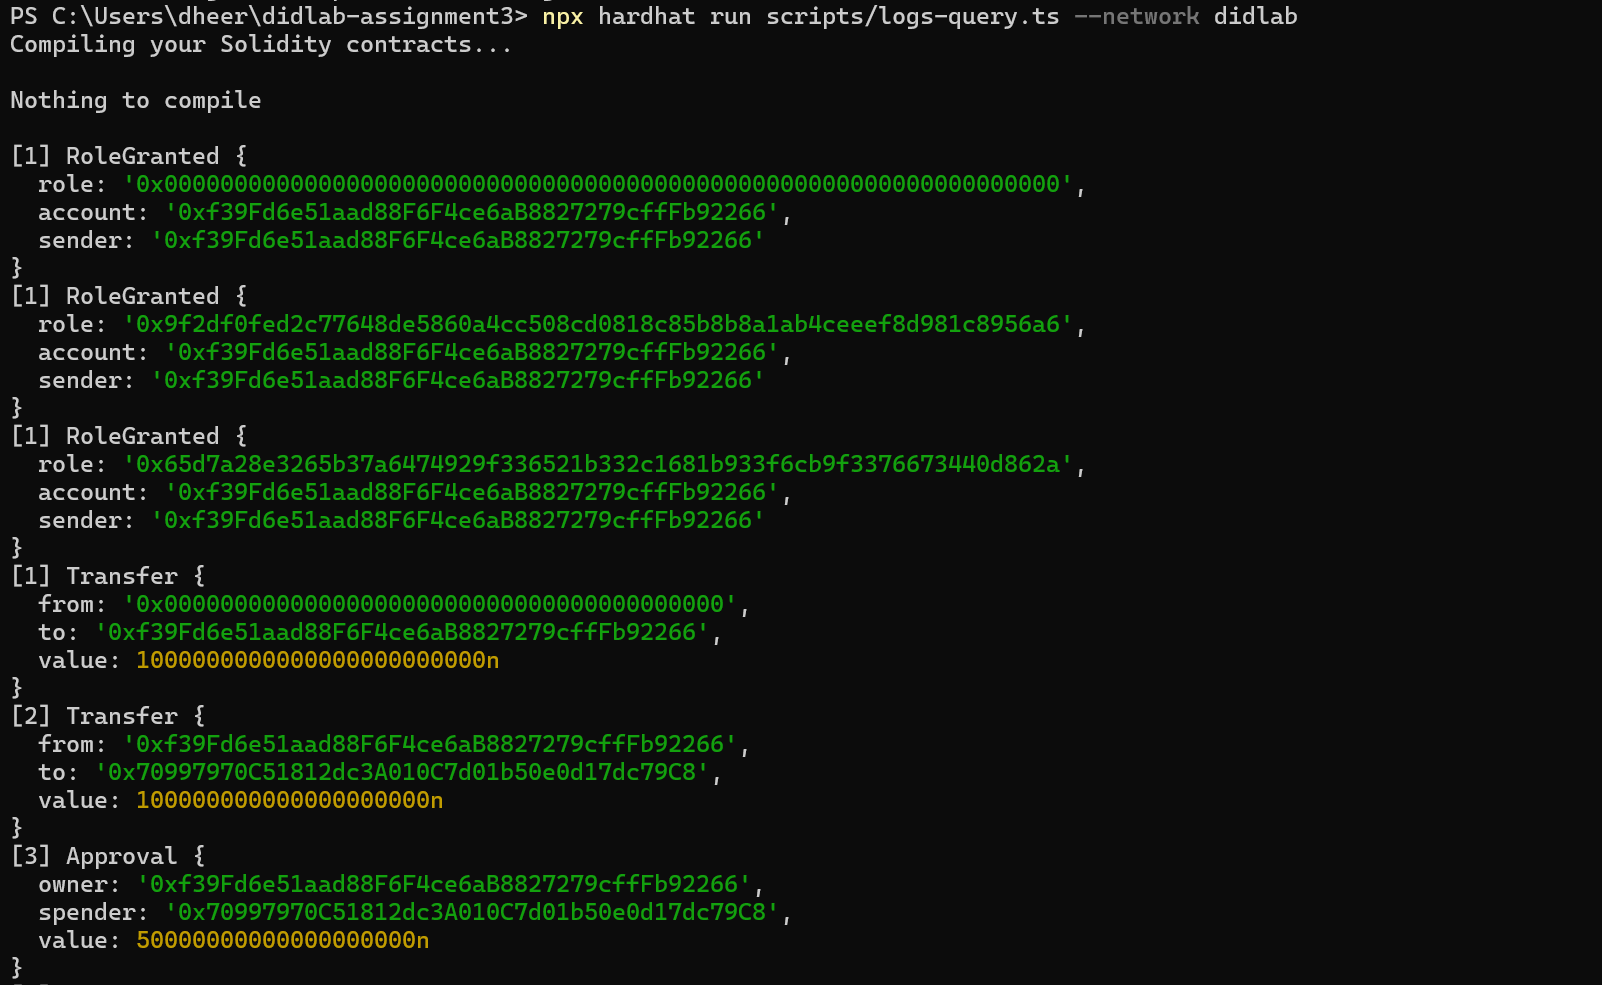 PS C:\Users\dheer\didlab-assignment3> npx hardhat run scripts/logs-query.ts --network didlab
Compiling your Solidity contracts...
Nothing to compile
[1] RoleGranted {
  role: '0x0000000000000000000000000000000000000000000000000000000000000000',
  account: '0xf39Fd6e51aad88F6F4ce6aB8827279cffFb92266',
  sender: '0xf39Fd6e51aad88F6F4ce6aB8827279cffFb92266'
}
[1] RoleGranted {
  role: '0x9f2df0fed2c77648de5860a4cc508cd0818c85b8b8a1ab4ceeef8d981c8956a6',
  account: '0xf39Fd6e51aad88F6F4ce6aB8827279cffFb92266',
  sender: '0xf39Fd6e51aad88F6F4ce6aB8827279cffFb92266'
}
[1] RoleGranted {
  role: '0x65d7a28e3265b37a6474929f336521b332c1681b933f6cb9f3376673440d862a',
  account: '0xf39Fd6e51aad88F6F4ce6aB8827279cffFb92266',
  sender: '0xf39Fd6e51aad88F6F4ce6aB8827279cffFb92266'
}
[1] Transfer {
  from: '0x0000000000000000000000000000000000000000',
  to: '0xf39Fd6e51aad88F6F4ce6aB8827279cffFb92266',
  value: 1000000000000000000000000n
}
[2] Transfer {
  from: '0xf39Fd6e51aad88F6F4ce6aB8827279cffFb92266',
  to: '0x70997970C51812dc3A010C7d01b50e0d17dc79C8',
  value: 100000000000000000000n
}
[3] Approval {
  owner: '0xf39Fd6e51aad88F6F4ce6aB8827279cffFb92266',
  spender: '0x70997970C51812dc3A010C7d01b50e0d17dc79C8',
  value: 50000000000000000000n
}